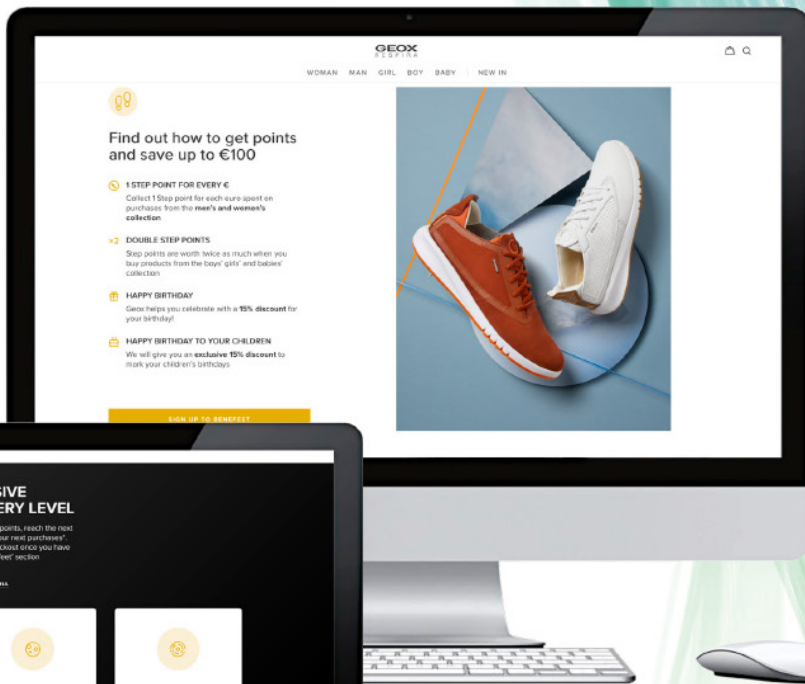 GEOX
RESPIRA
WOMAN MAN GIRL BOY BABY | NEW IN
Find out how to get points
and save up to €100
1 STEP POINT FOR EVERY €
Collect 1 Step point for each euro spent on
purchases from the men's and women's
collection
×2 DOUBLE STEP POINTS
Step points are worth twice as much when you
buy products from the boys' girls' and babies'
collection
HAPPY BIRTHDAY
Geox helps you celebrate with a 15% discount for
your birthday!
HAPPY BIRTHDAY TO YOUR CHILDREN
We will give you an exclusive 15% discount to
mark your children's birthdays
SIGN UP TO BENEFEET
SIVE
ERY LEVEL
points, reach the next
our next purchases*.
ckout once you have
feet' section